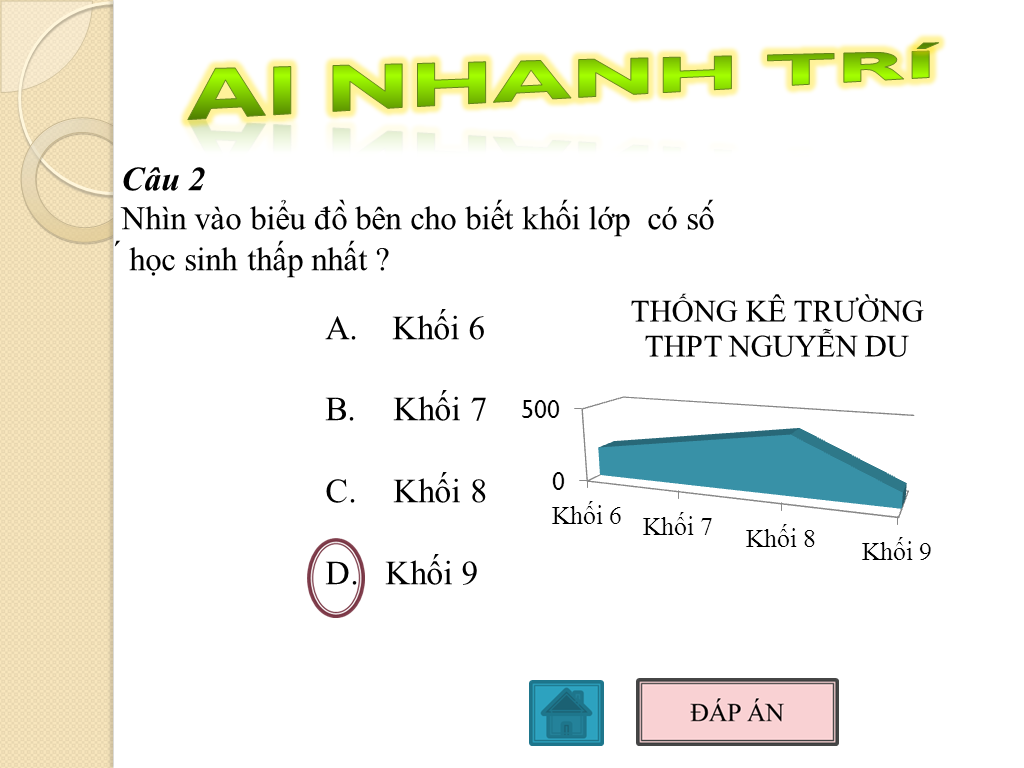 AI NHANH TRÍ
Câu 2
Nhìn vào biểu đồ bên cho biết khối lớp có số
học sinh thấp nhất ?
A. Khối 6
B. Khối 7
C. Khối 8
D. Khối 9
THỐNG KÊ TRƯỜNG
THPT NGUYỄN DU
500
0
Khối 6
Khối 7
Khối 8
Khối 9
ĐÁP ÁN